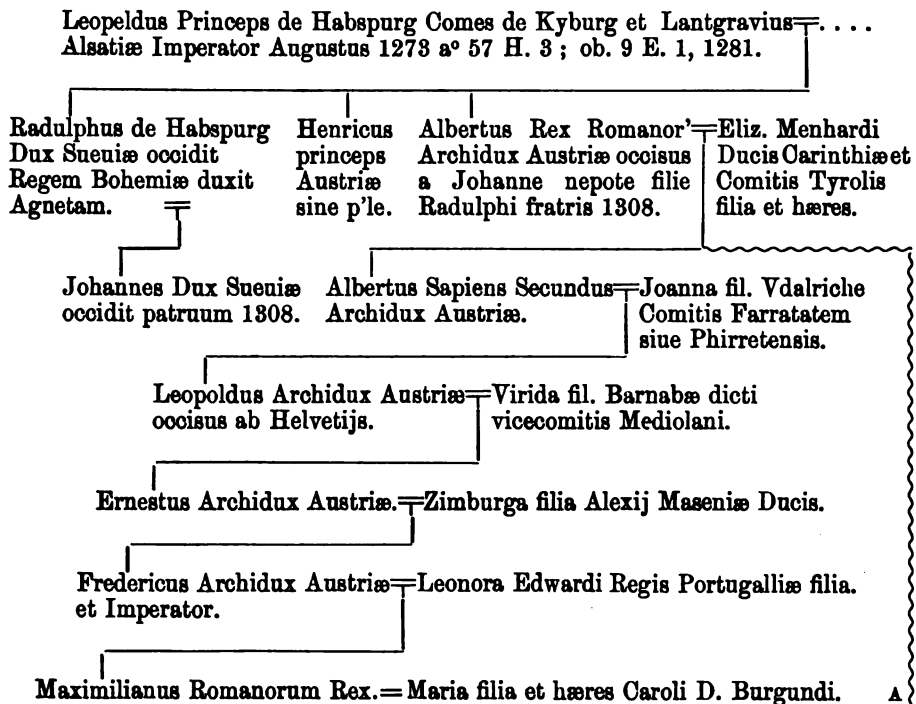 Leopeldus Princeps de Habspurg Comes de Kyburg et Lantgravius=. . . .
Alsatiæ Imperator Augustus 1273 aº 57 H. 3 ; ob. 9 E. 1, 1281.
Radulphus de Habspurg
Dux Sueuiæ occidit
Regem Bohemiæ duxit
Agnetam. =
Henricus
princeps
Austriæ
sine p'le.
Albertus Rex Romanor'=
Archidux Austriæ occisus
a Johanne nepote filie
Radulphi fratris 1308.
Eliz. Menhardi
Ducis Carinthiæ et
Comitis Tyrolis
filia et hæres.
Johannes Dux Sueuiæ
occidit patruum 1308.
Albertus Sapiens Secundus=
Archidux Austriæ.
Joanna fil. Vdalriche
Comitis Farratatem
siue Phirretensis.
Leopoldus Archidux Austriæ=
occisus ab Helvetijs.
Virida fil. Barnabæ dicti
vicecomitis Mediolani.
Ernestus Archidux Austriæ.=Zimburga filia Alexij Maseniæ Ducis.
Fredericus Archidux Austriæ=Leonora Edwardi Regis Portugalliæ filia.
et Imperator.
Maximilianus Romanorum Rex.=Maria filia et hæres Caroli D. Burgundi. A